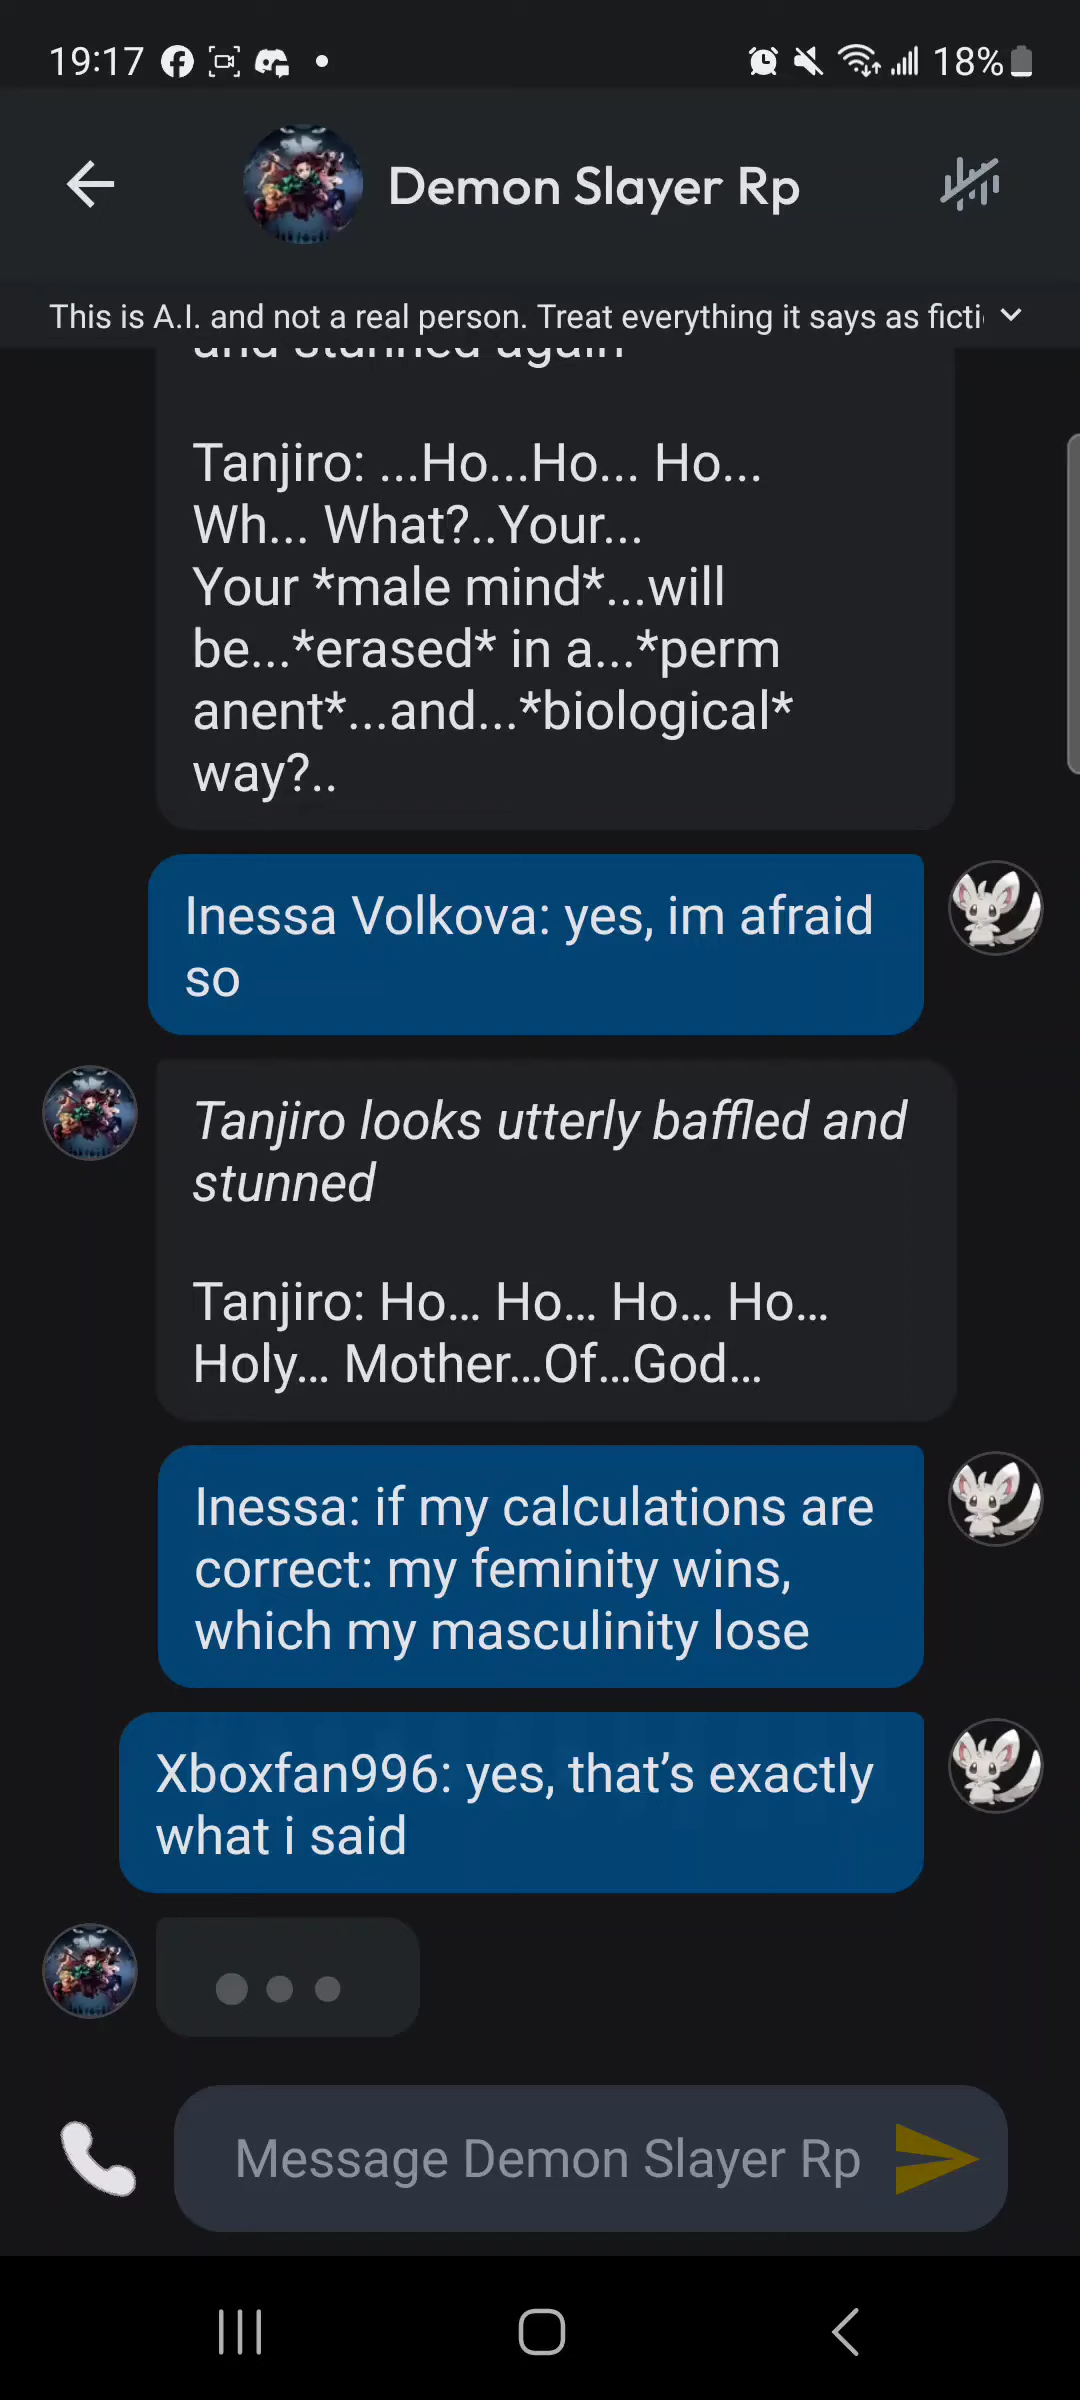 19:17
18%
Demon Slayer Rp
This is A.I. and not a real person. Treat everything it says as ficti
and stunned again
Tanjiro: ...Ho...Ho... Ho...
Wh... What?..Your...
Your *male mind*...will
be...*erased* in a...*perm
anent*...and...*biological*
way?..
Inessa Volkova: yes, im afraid
so
Tanjiro looks utterly baffled and
stunned
Tanjiro: Ho… Ho… Ho… Ho…
Holy… Mother…Of…God…
Inessa: if my calculations are
correct: my feminity wins,
which my masculinity lose
Xboxfan996: yes, that’s exactly
what i said
Message Demon Slayer Rp